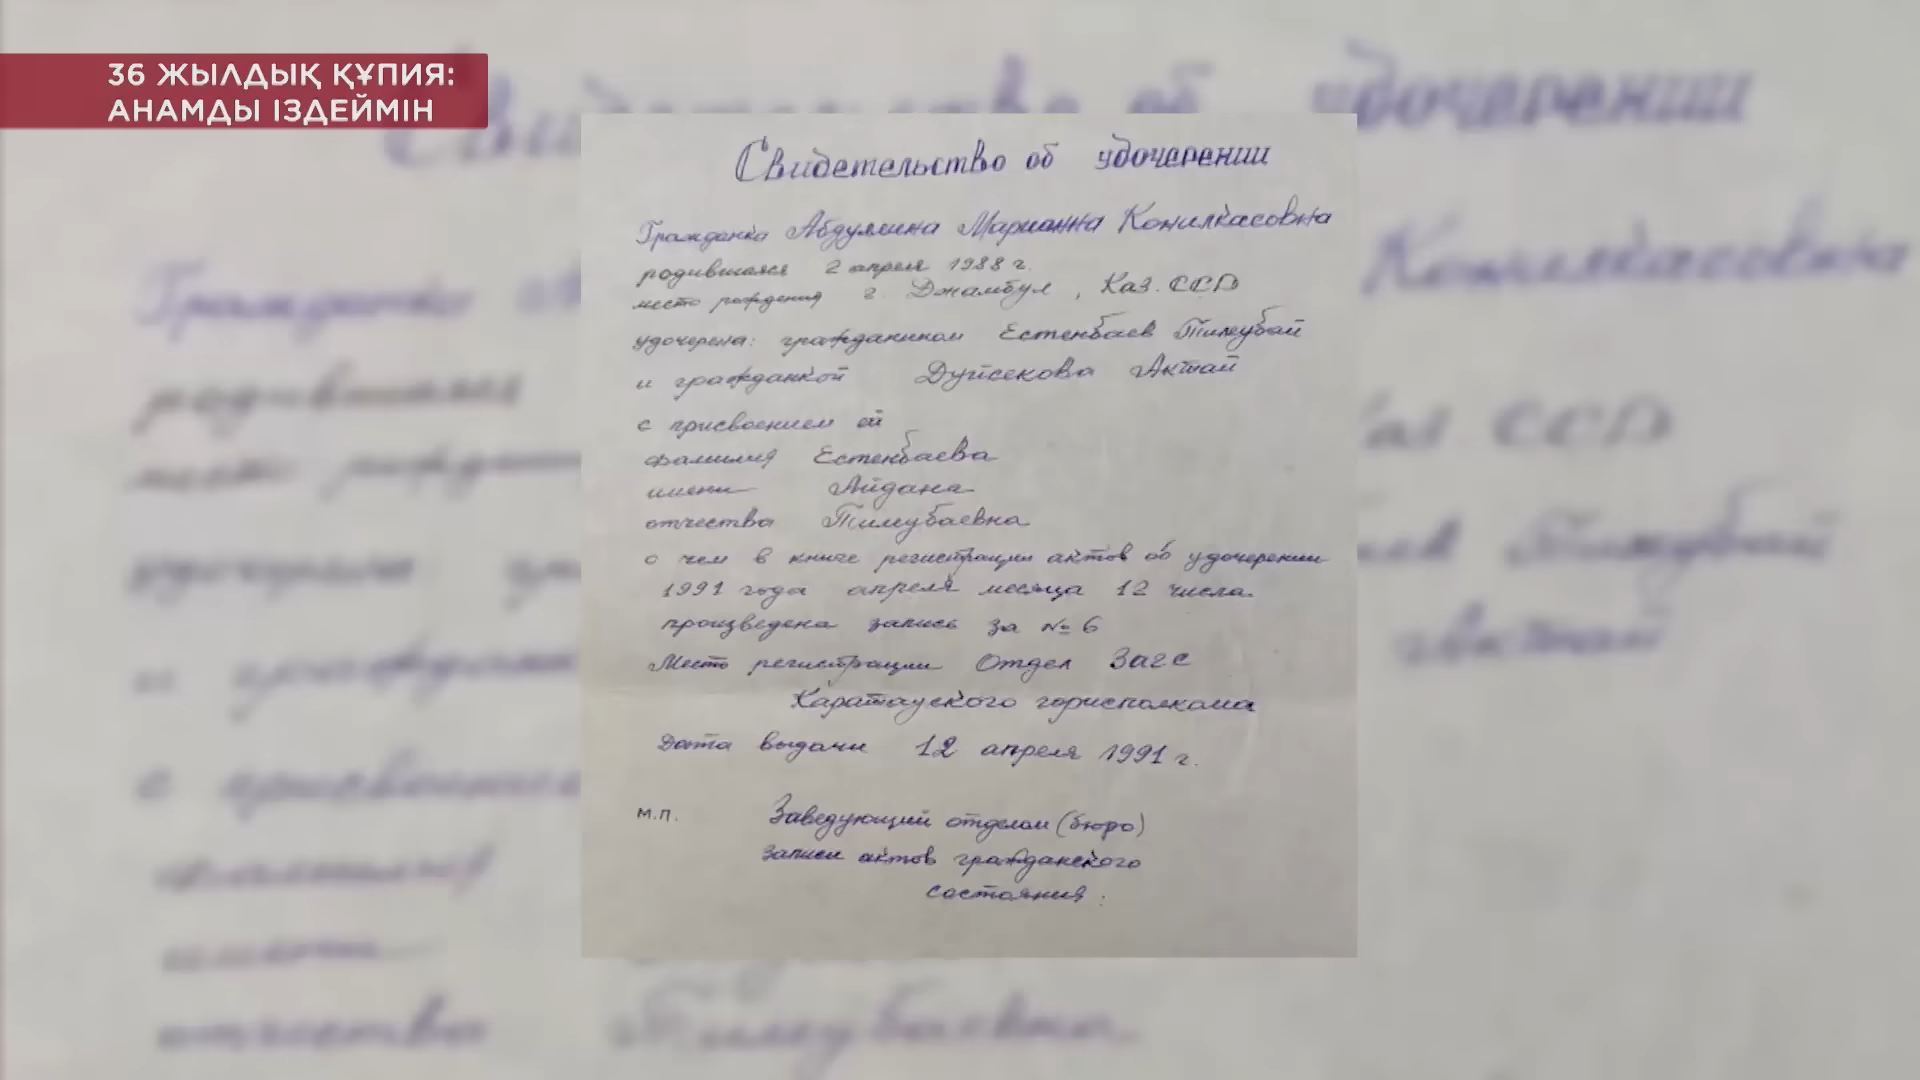 36 ЖЫЛДЫҚ ҚҰПИЯ:
АНАМДЫ ІЗДЕЙМІН
Свидетельство об удочерении
Гражданка Абдуллина Марианна Конилкасовна
родившаяся 2 апреля 1988 г.
место рождения г. Джамбул, Каз. ССР
удочерена: гражданином Естенбаев Тилеубай
и гражданкой Дуйсекова Актай
с присвоением ей
фамилия Естенбаева
имени Айдана
отчества Тилеубаевна
о чем в книге регистрации актов об удочерении
1991 года апреля месяца 12 числа
произведена запись за № 6
Место регистрации Отдел Загс
Каратауского горисполкома
Дата выдачи 12 апреля 1991 г.
м.п. Заведующий отделом (бюро)
записи актов гражданского
состояния: